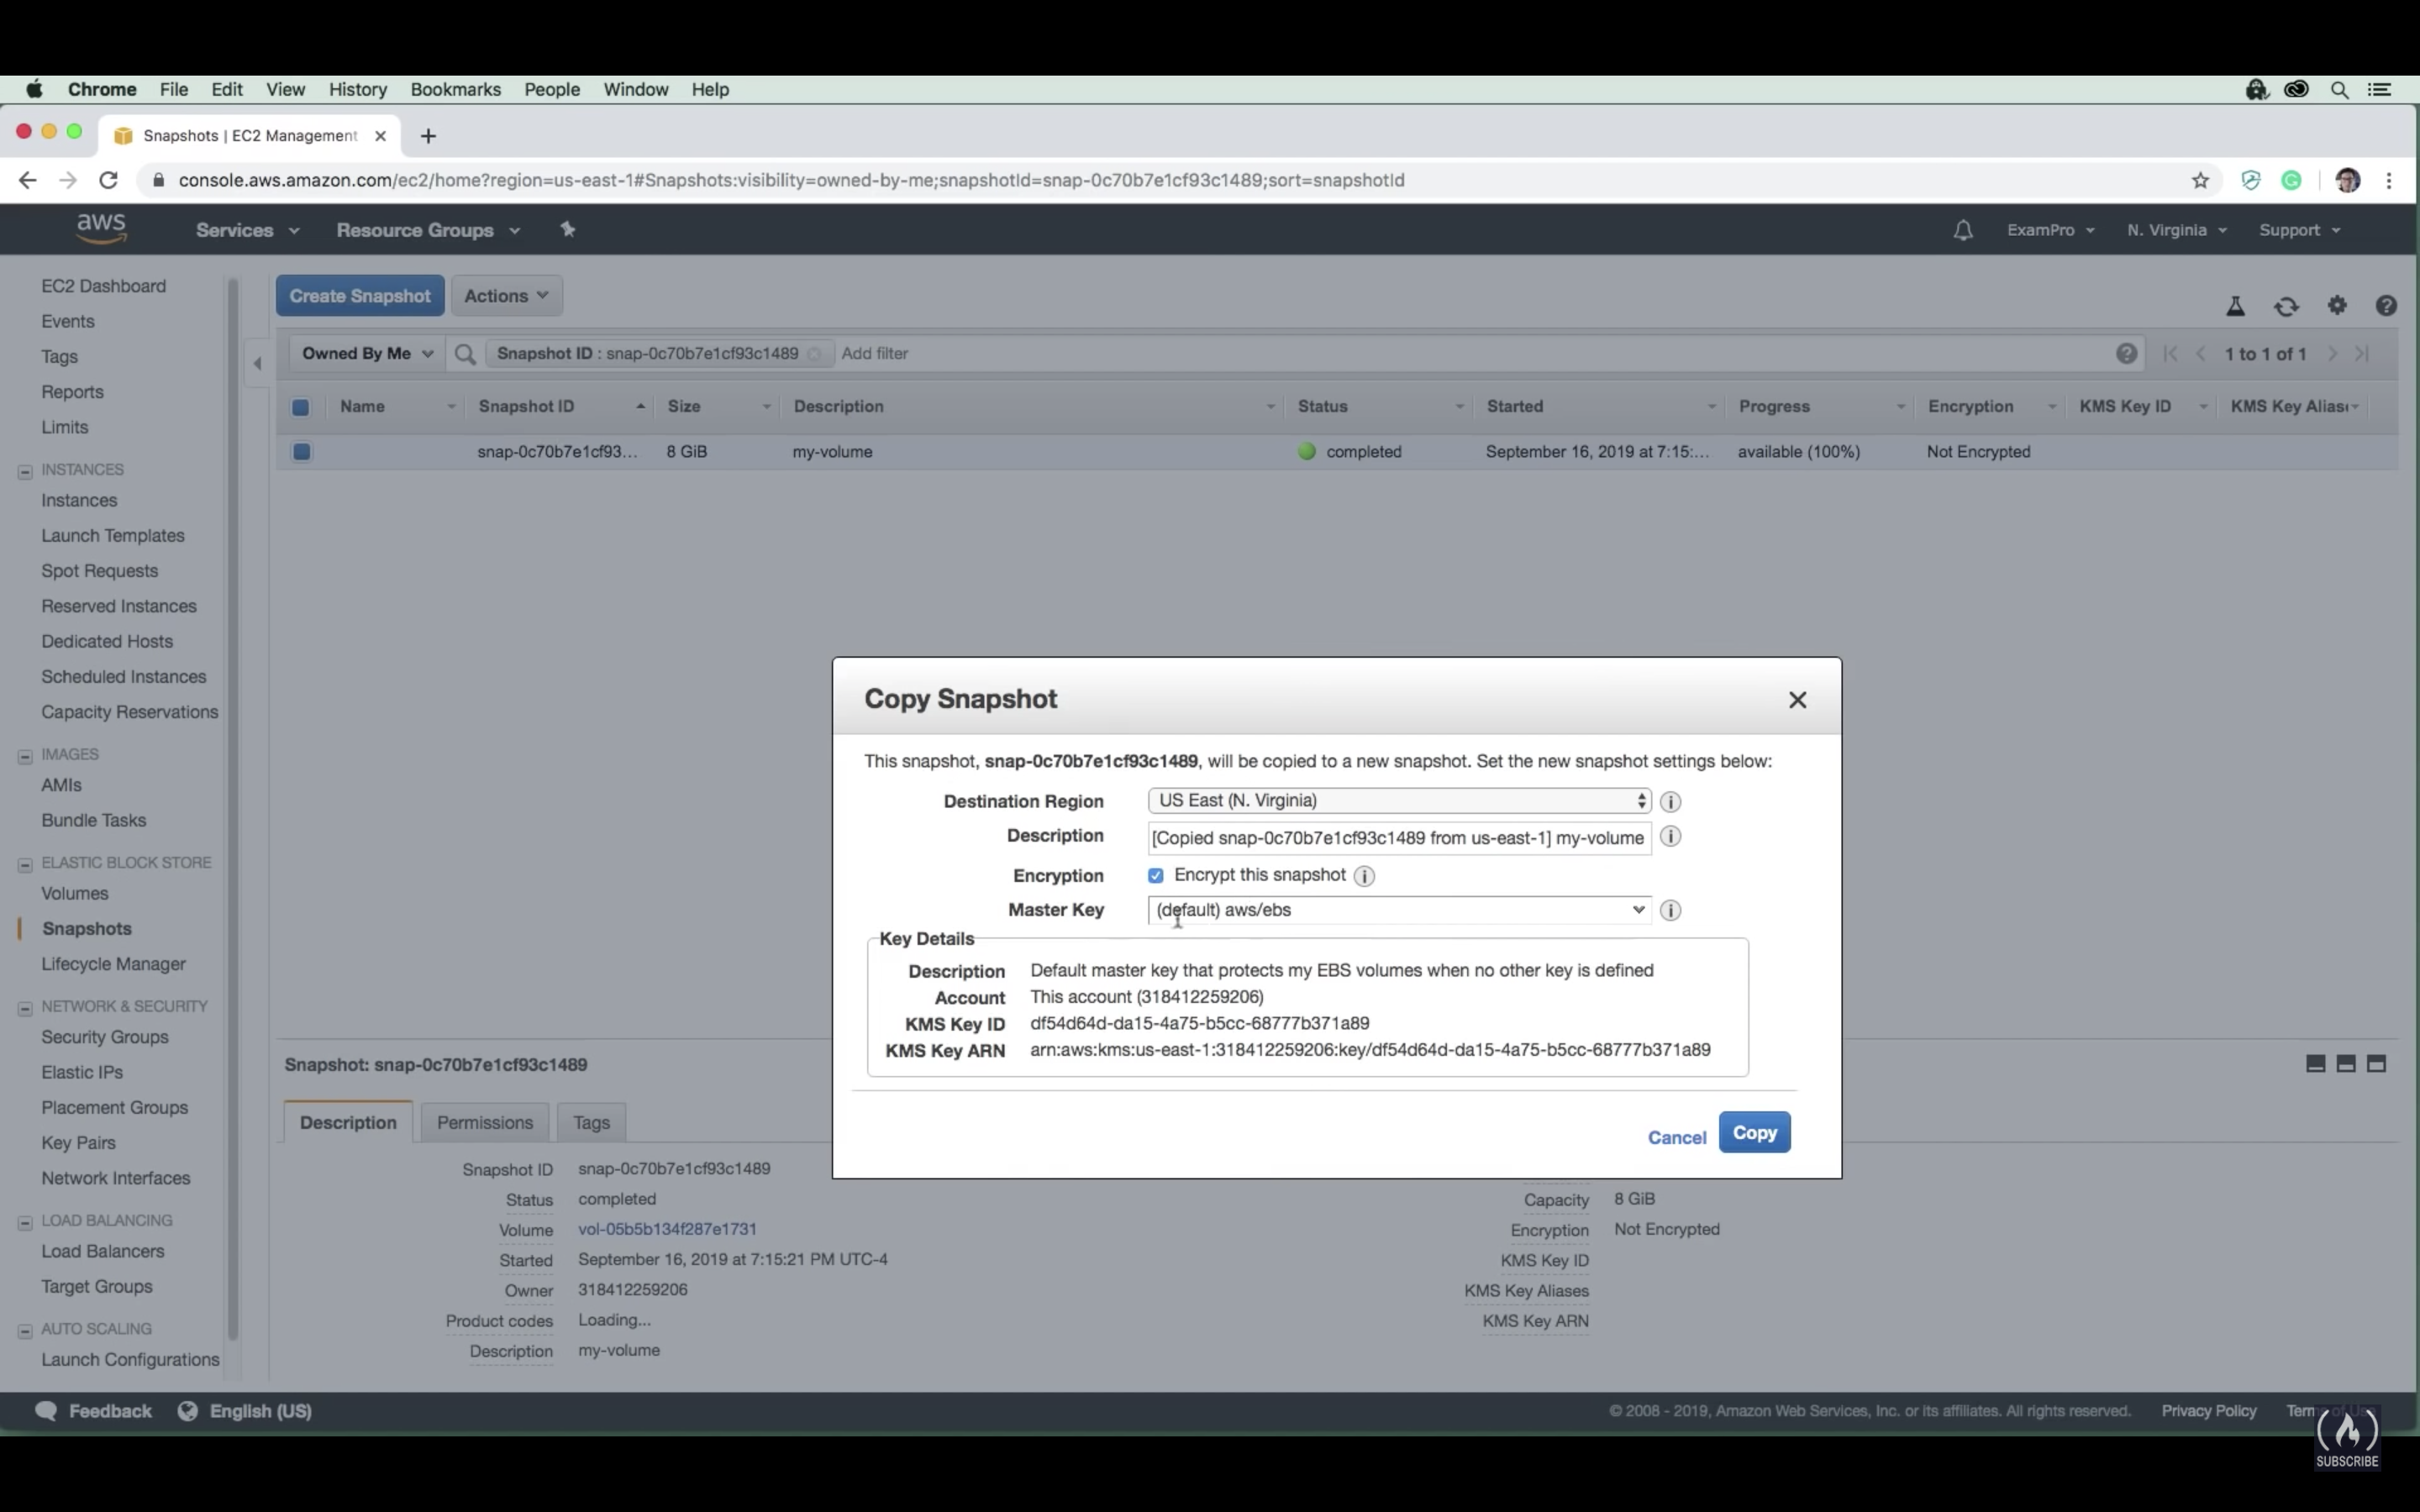 Chrome File Edit View History Bookmarks People Window Help
Snapshots | EC2 Management
console.aws.amazon.com/ec2/home?region=us-east-1#Snapshots:visibility=owned-by-me;snapshotId=snap-0c70b7e1cf93c1489;sort=snapshotId
aws Services Resource Groups ExamPro N. Virginia Support
EC2 Dashboard
Events
Tags
Reports
Limits
INSTANCES
Instances
Launch Templates
Spot Requests
Reserved Instances
Dedicated Hosts
Scheduled Instances
Capacity Reservations
IMAGES
AMIs
Bundle Tasks
ELASTIC BLOCK STORE
Volumes
Snapshots
Lifecycle Manager
NETWORK & SECURITY
Security Groups
Elastic IPs
Placement Groups
Key Pairs
Network Interfaces
LOAD BALANCING
Load Balancers
Target Groups
AUTO SCALING
Launch Configurations
Create Snapshot Actions
Owned By Me Snapshot ID : snap-0c70b7e1cf93c1489 Add filter 1 to 1 of 1
Name Snapshot ID Size Description Status Started Progress Encryption KMS Key ID KMS Key Alias
snap-0c70b7e1cf93... 8 GiB my-volume completed September 16, 2019 at 7:15:... available (100%) Not Encrypted
Copy Snapshot
This snapshot, snap-0c70b7e1cf93c1489, will be copied to a new snapshot. Set the new snapshot settings below:
Destination Region US East (N. Virginia)
Description [Copied snap-0c70b7e1cf93c1489 from us-east-1] my-volume
Encryption Encrypt this snapshot
Master Key (default) aws/ebs
Key Details
Description Default master key that protects my EBS volumes when no other key is defined
Account This account (318412259206)
KMS Key ID df54d64d-da15-4a75-b5cc-68777b371a89
KMS Key ARN arn:aws:kms:us-east-1:318412259206:key/df54d64d-da15-4a75-b5cc-68777b371a89
Cancel Copy
Snapshot: snap-0c70b7e1cf93c1489
Description Permissions Tags
Snapshot ID snap-0c70b7e1cf93c1489
Status completed
Volume vol-05b5b134f287e1731
Started September 16, 2019 at 7:15:21 PM UTC-4
Owner 318412259206
Product codes Loading...
Description my-volume
Capacity 8 GiB
Encryption Not Encrypted
KMS Key ID
KMS Key Aliases
KMS Key ARN
Feedback English (US) © 2008 - 2019, Amazon Web Services, Inc. or its affiliates. All rights reserved. Privacy Policy
SUBSCRIBE